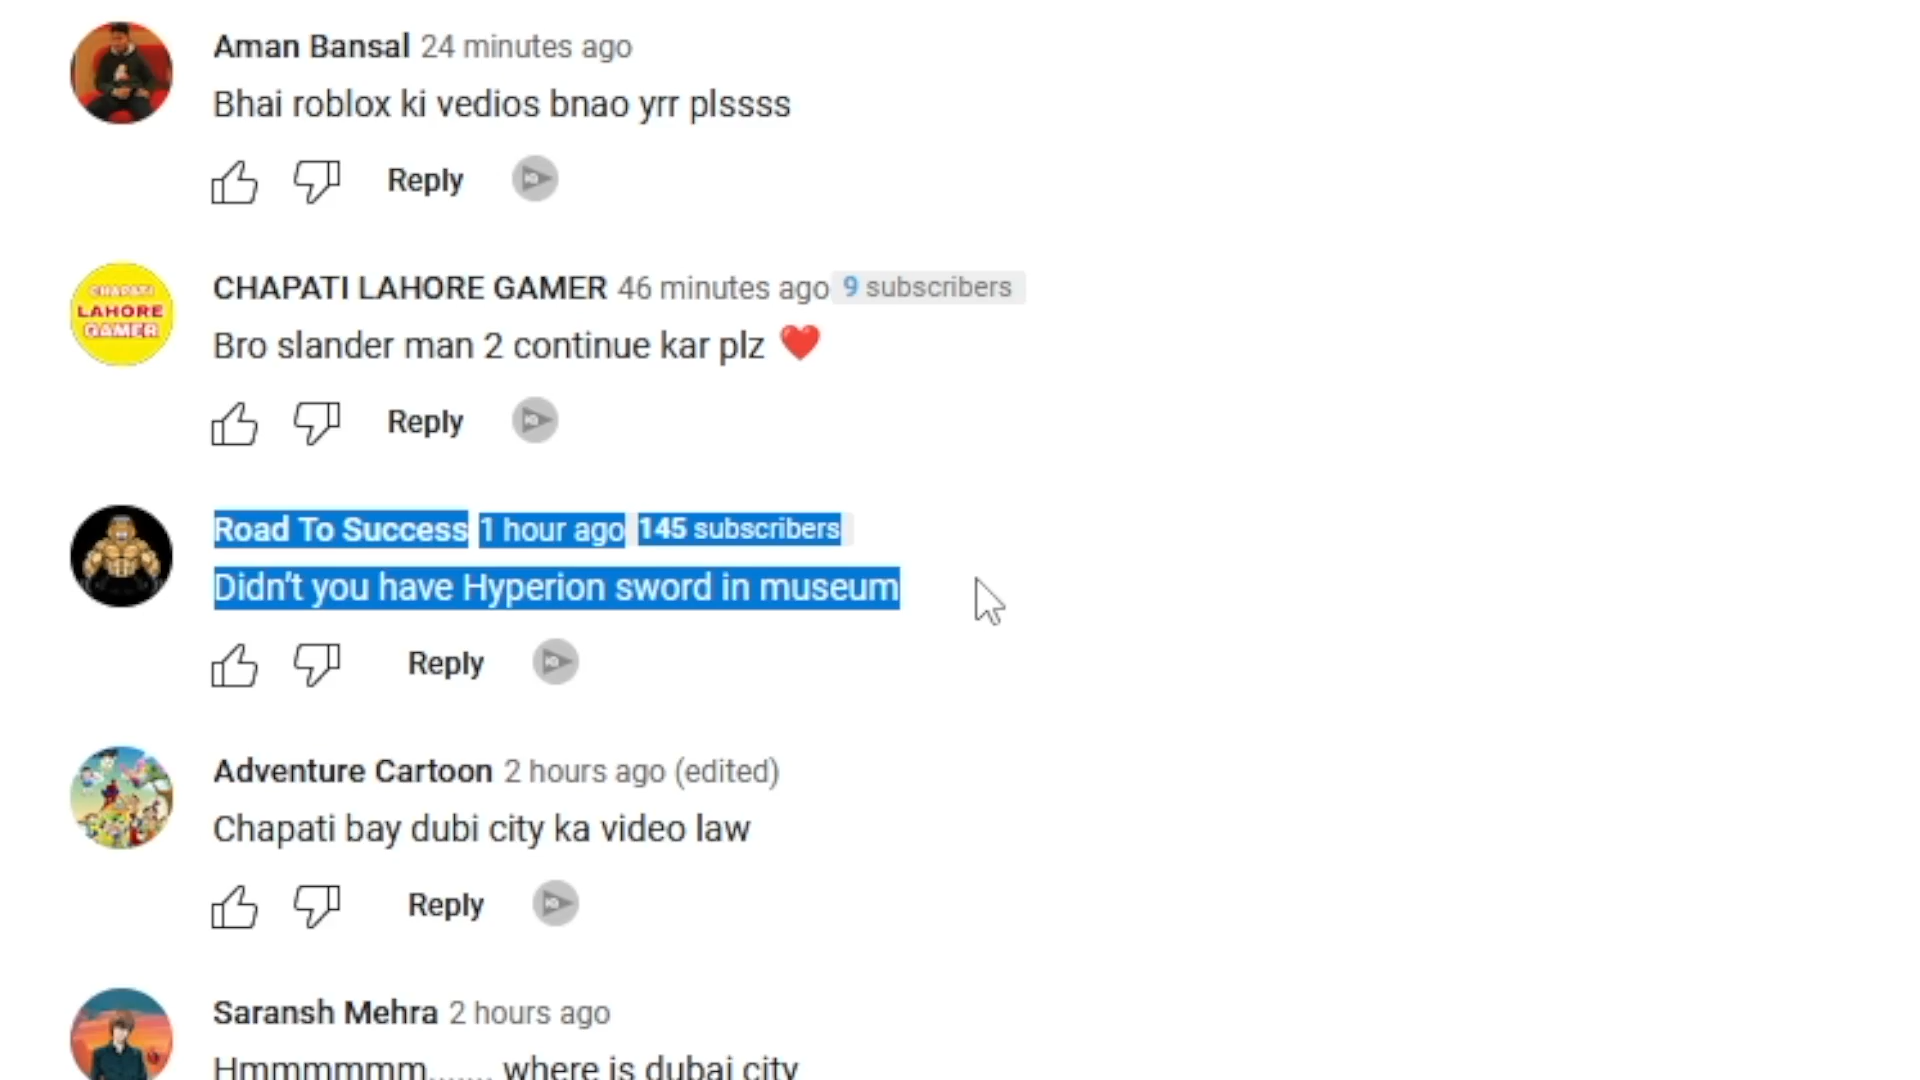 Aman Bansal 24 minutes ago
Bhai roblox ki vedios bnao yrr plssss
Reply
CHAPATI LAHORE GAMER
CHAPATI LAHORE GAMER 46 minutes ago 9 subscribers
Bro slander man 2 continue kar plz ❤️
Reply
Road To Success 1 hour ago 145 subscribers
Didn't you have Hyperion sword in museum
Reply
Adventure Cartoon 2 hours ago (edited)
Chapati bay dubi city ka video law
Reply
Saransh Mehra 2 hours ago
Hmmmmmm....... where is dubai city